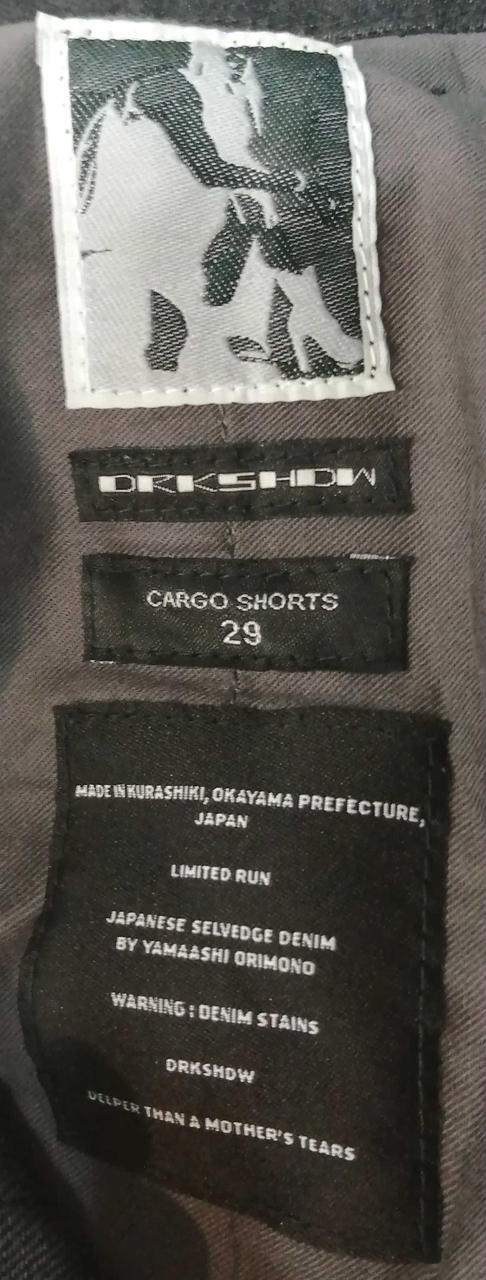 DRKSHDW
CARGO SHORTS
29
MADE IN KURASHIKI, OKAYAMA PREFECTURE,
JAPAN
LIMITED RUN
JAPANESE SELVEDGE DENIM
BY YAMAASHI ORIMONO
WARNING : DENIM STAINS
DRKSHDW
DEEPER THAN A MOTHER'S TEARS